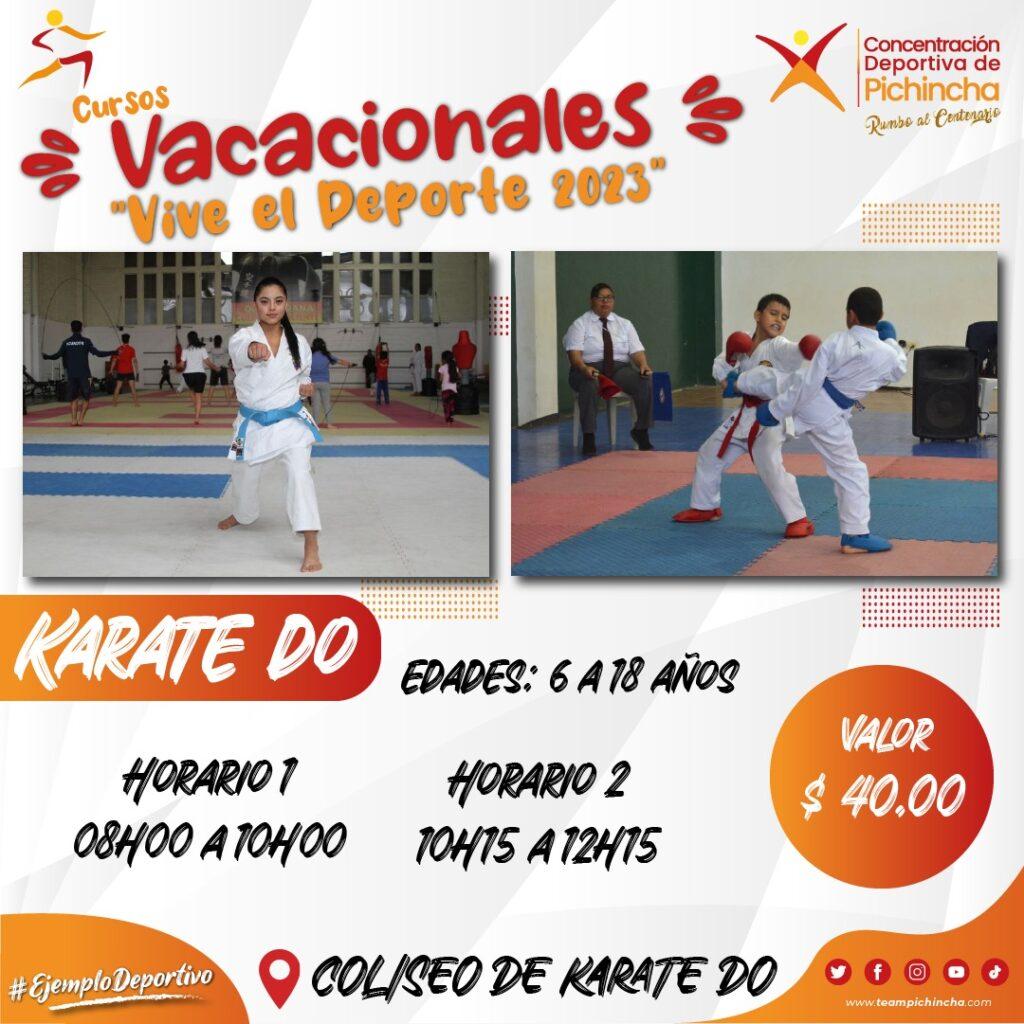 Cursos
Vacacionales
"Vive el Deporte 2023"
Concentración
Deportiva de
Pichincha
Rumbo al Centenario
KARATE DO
EDADES: 6 A 18 AÑOS
HORARIO 1
08H00 A 10H00
HORARIO 2
10H15 A 12H15
VALOR
$ 40.00
#EjemploDeportivo
COLISEO DE KARATE DO
www.teampichincha.com